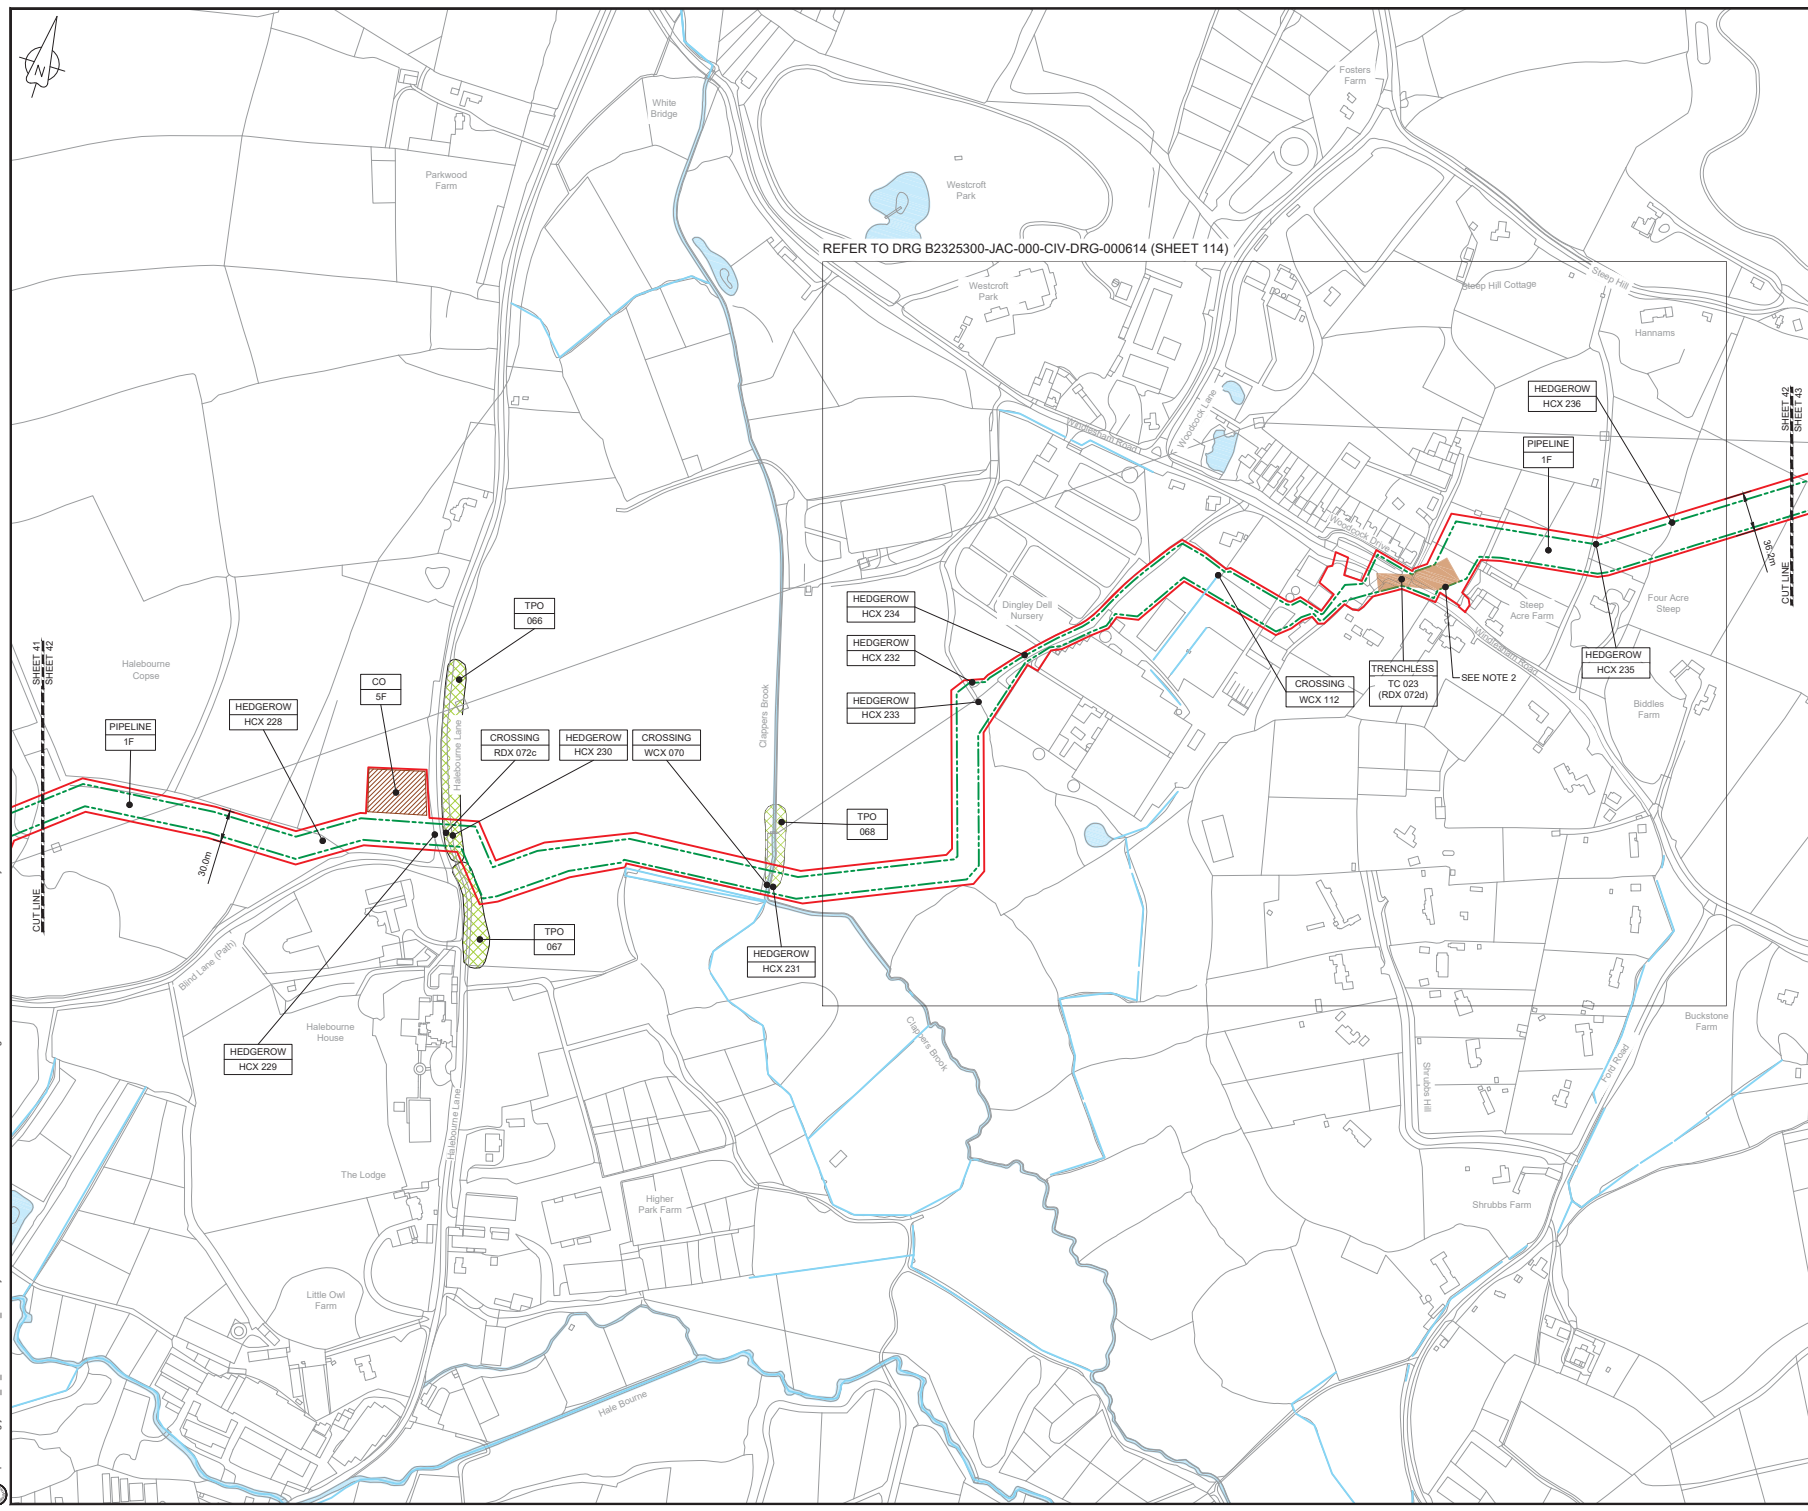 N
White
Bridge
Fosters
Farm
Parkwood
Farm
Westcroft
Park
REFER TO DRG B2325300-JAC-000-CIV-DRG-000614 (SHEET 114)
Westcroft
Park
Steep Hill Cottage
Steep Hill
Hannams
Woodcock Lane
Windlesham Road
HEDGEROW
HCX 236
PIPELINE
1F
SHEET 42
SHEET 43
CUT LINE
36.2m
Woodcock Drive
HEDGEROW
HCX 234
Dingley Dell
Nursery
HEDGEROW
HCX 232
HEDGEROW
HCX 233
CROSSING
WCX 112
TRENCHLESS
TC 023
(RDX 072d)
SEE NOTE 2
Windlesham Road
Steep
Acre Farm
Four Acre
Steep
HEDGEROW
HCX 235
Biddles
Farm
TPO
066
SHEET 41
SHEET 42
CUT LINE
Halebourne
Copse
CO
5F
HEDGEROW
HCX 228
PIPELINE
1F
30.0m
Halebourne Lane
CROSSING
RDX 072c
HEDGEROW
HCX 230
CROSSING
WCX 070
Clappers Brook
TPO
068
TPO
067
HEDGEROW
HCX 231
Blind Lane (Path)
Halebourne
House
HEDGEROW
HCX 229
Clappers Brook
Buckstone
Farm
Ford Road
Shrubbs Hill
Halebourne Lane
The Lodge
Higher
Park Farm
Shrubbs Farm
Little Owl
Farm
Hale Bourne